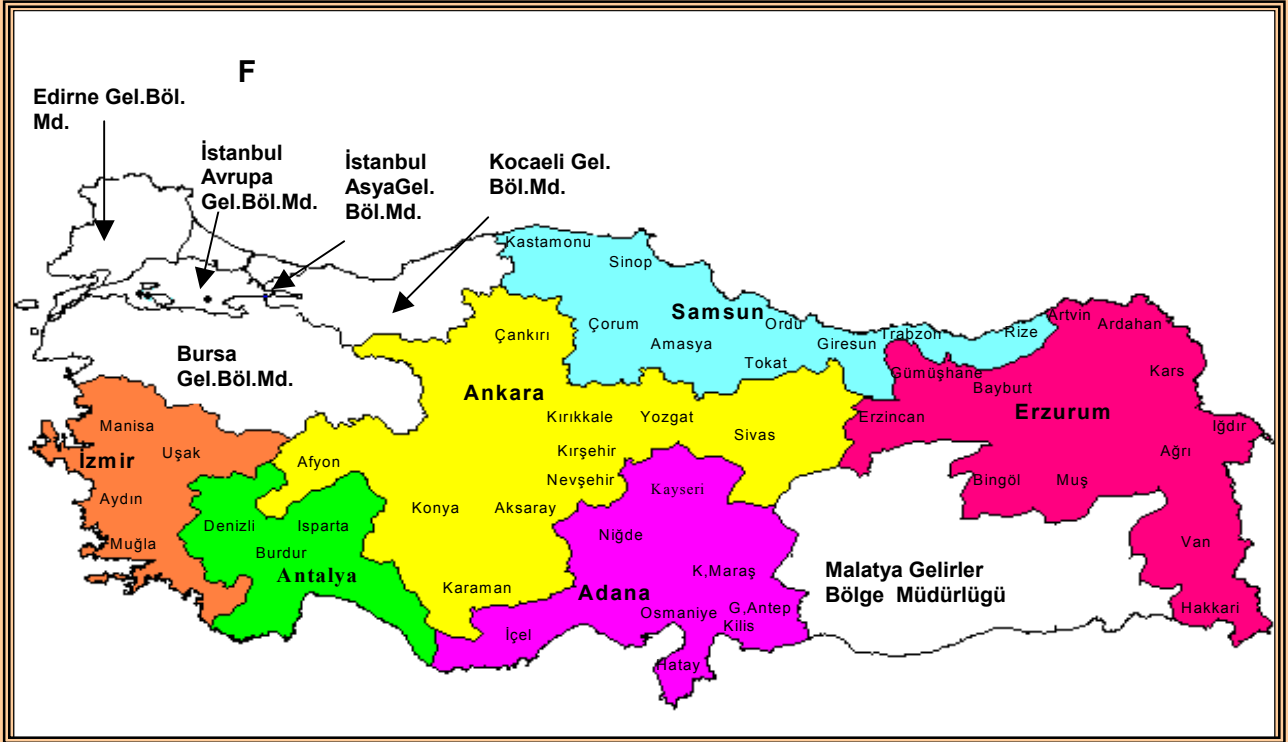 F
Edirne Gel.Böl.
Md.
İstanbul
Avrupa
Gel.Böl.Md.
İstanbul
AsyaGel.
Böl.Md.
Kocaeli Gel.
Böl.Md.
Bursa
Gel.Böl.Md.
Kastamonu
Sinop
Samsun
Çorum
Amasya
Ordu
Tokat
Giresun
Trabzon
Rize
Artvin
Ardahan
Kars
Gümüşhane
Bayburt
Erzincan
Erzurum
Iğdır
Ağrı
Bingöl
Muş
Van
Hakkari
Çankırı
Ankara
Kırıkkale
Yozgat
Sivas
Kırşehir
Nevşehir
Afyon
Konya
Aksaray
Karaman
Manisa
İzmir
Uşak
Aydın
Muğla
Denizli
Isparta
Burdur
Antalya
Kayseri
Niğde
K,Maraş
Adana
Osmaniye
G,Antep
Kilis
İçel
Hatay
Malatya Gelirler
Bölge Müdürlügü